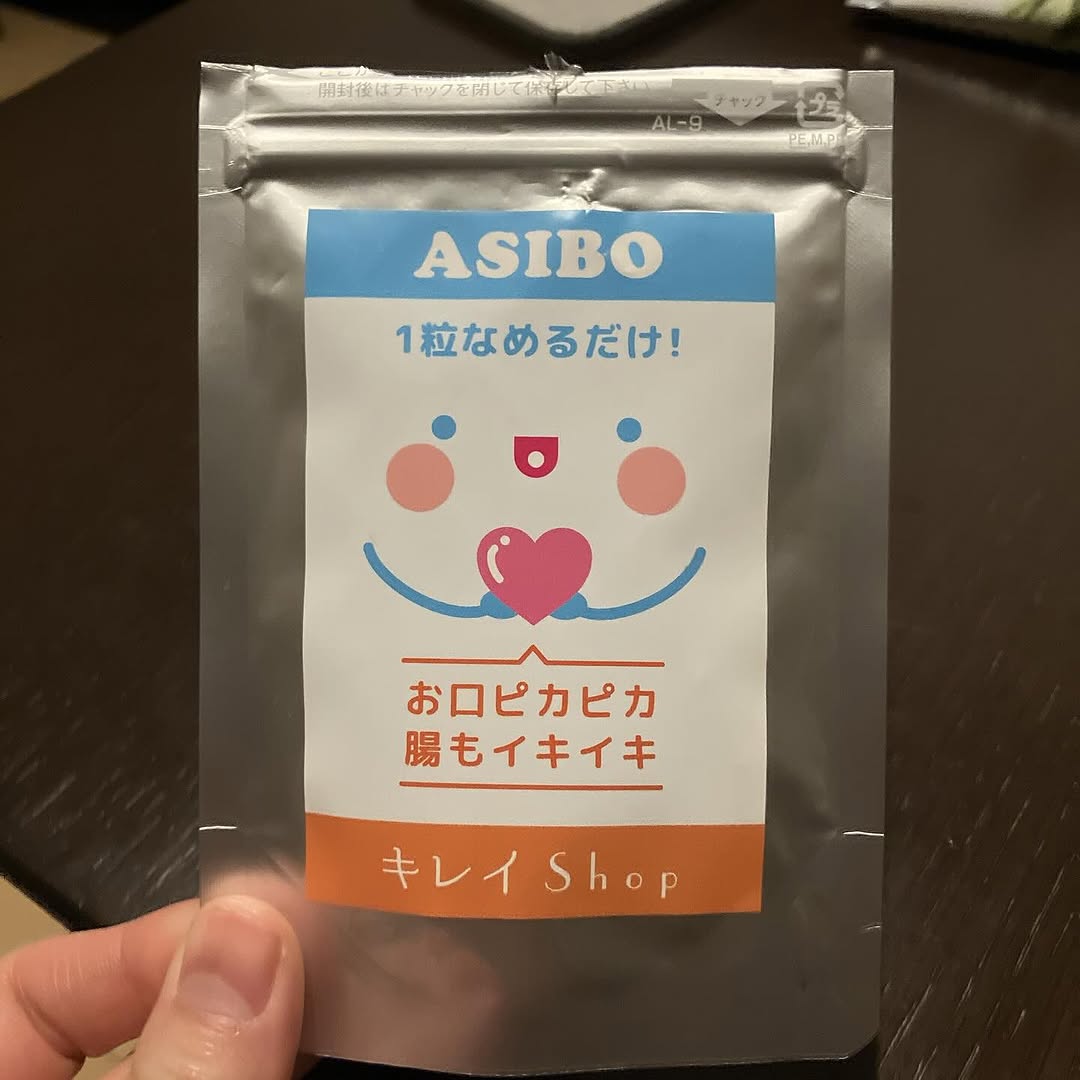 開封後はチャックを閉じて保存して下さい
チャック
プラ
AL-9
PE,M,P
ASIBO
1粒なめるだけ!
お口ピカピカ
腸もイキイキ
キレイShop